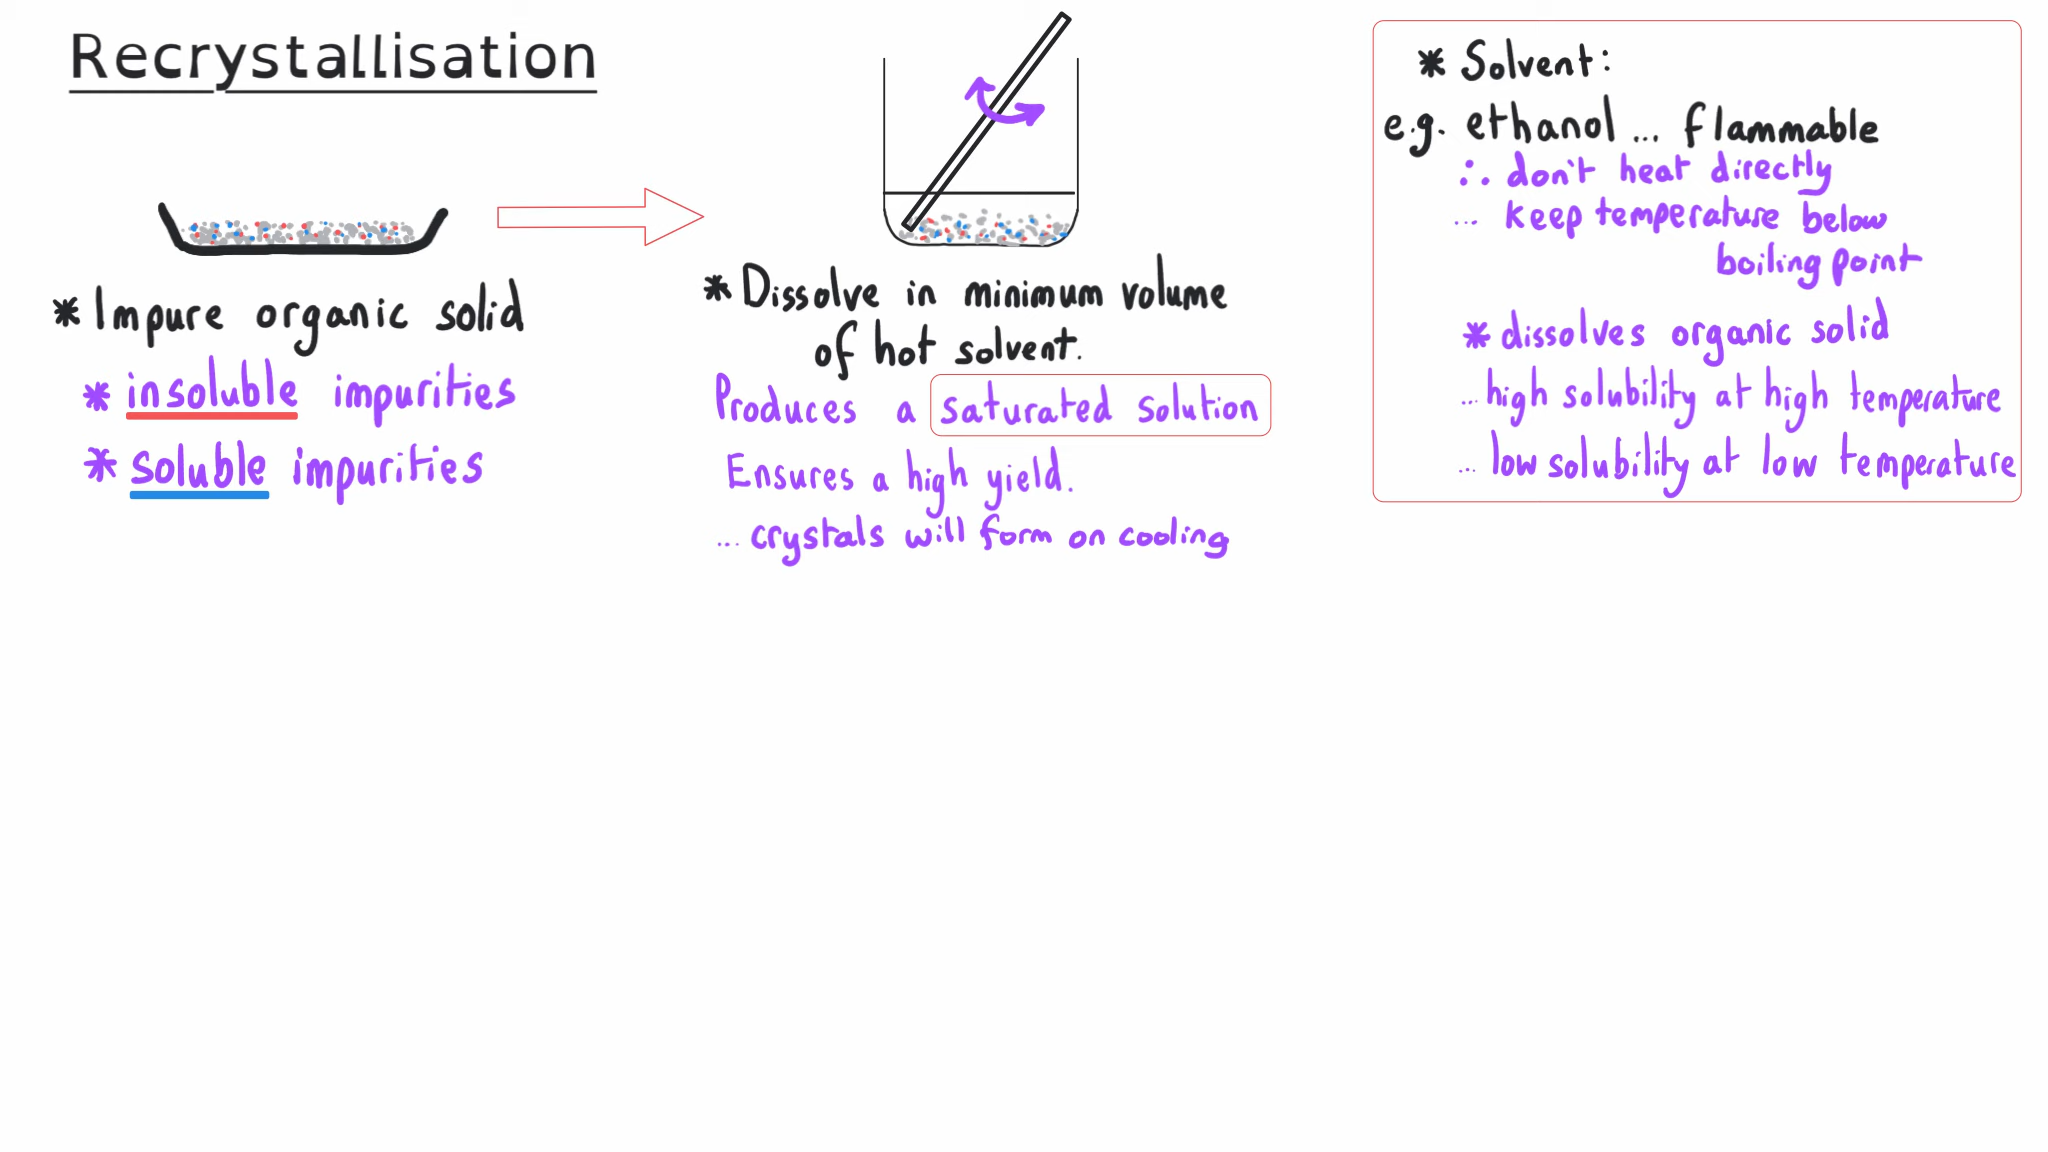 Recrystallisation
* Impure organic solid
* insoluble impurities
* soluble impurities
* Dissolve in minimum volume
of hot solvent.
Produces a saturated solution
Ensures a high yield.
... crystals will form on cooling
* Solvent:
e.g. ethanol ... flammable
∴ don't heat directly
... keep temperature below
boiling point
* dissolves organic solid
... high solubility at high temperature
... low solubility at low temperature